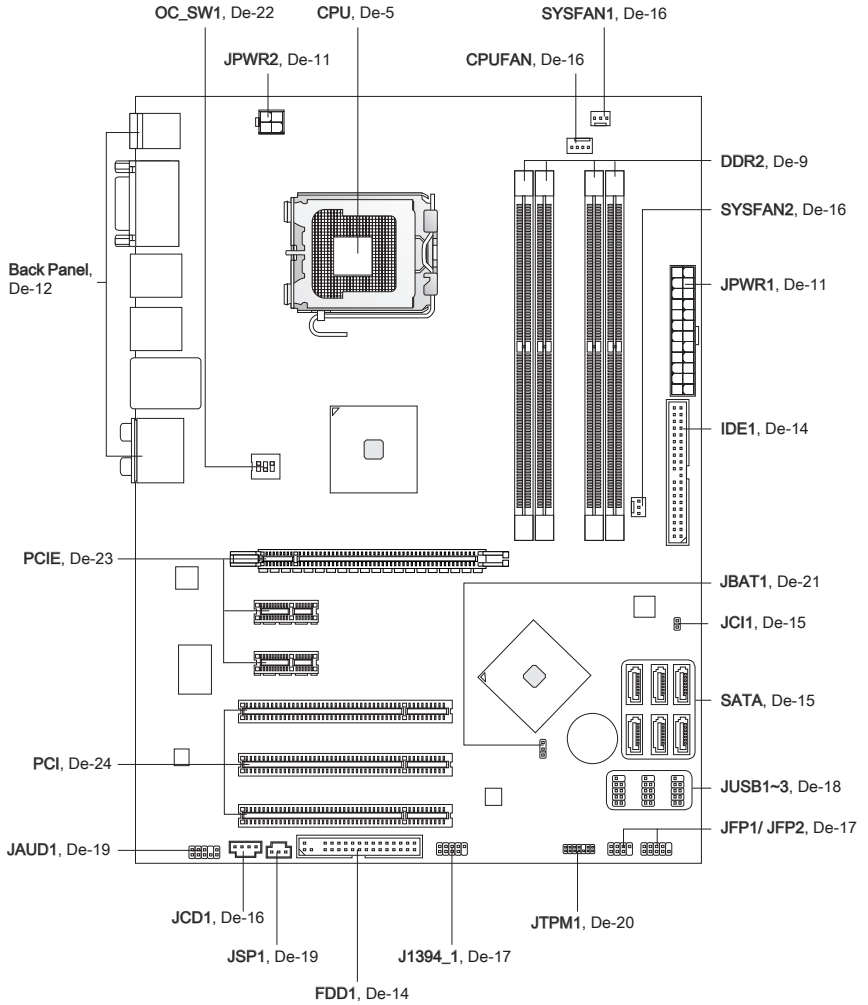 OC_SW1, De-22
CPU, De-5
SYSFAN1, De-16
JPWR2, De-11
CPUFAN, De-16
DDR2, De-9
SYSFAN2, De-16
Back Panel,
De-12
JPWR1, De-11
IDE1, De-14
PCIE, De-23
JBAT1, De-21
JCI1, De-15
SATA, De-15
PCI, De-24
JUSB1~3, De-18
JFP1/ JFP2, De-17
JAUD1, De-19
JCD1, De-16
JTPM1, De-20
JSP1, De-19
J1394_1, De-17
FDD1, De-14